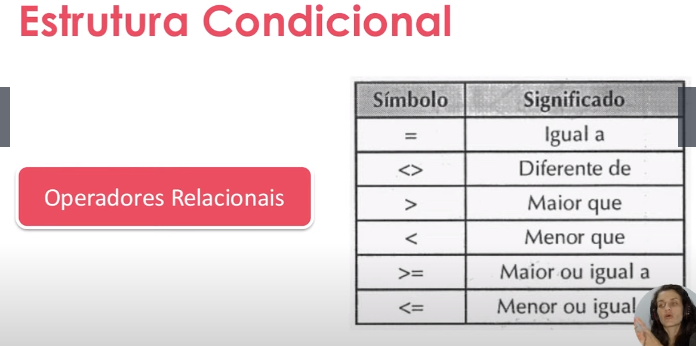 Estrutura Condicional
Operadores Relacionais
Símbolo Significado
= Igual a
<> Diferente de
> Maior que
< Menor que
>= Maior ou igual a
<= Menor ou igual